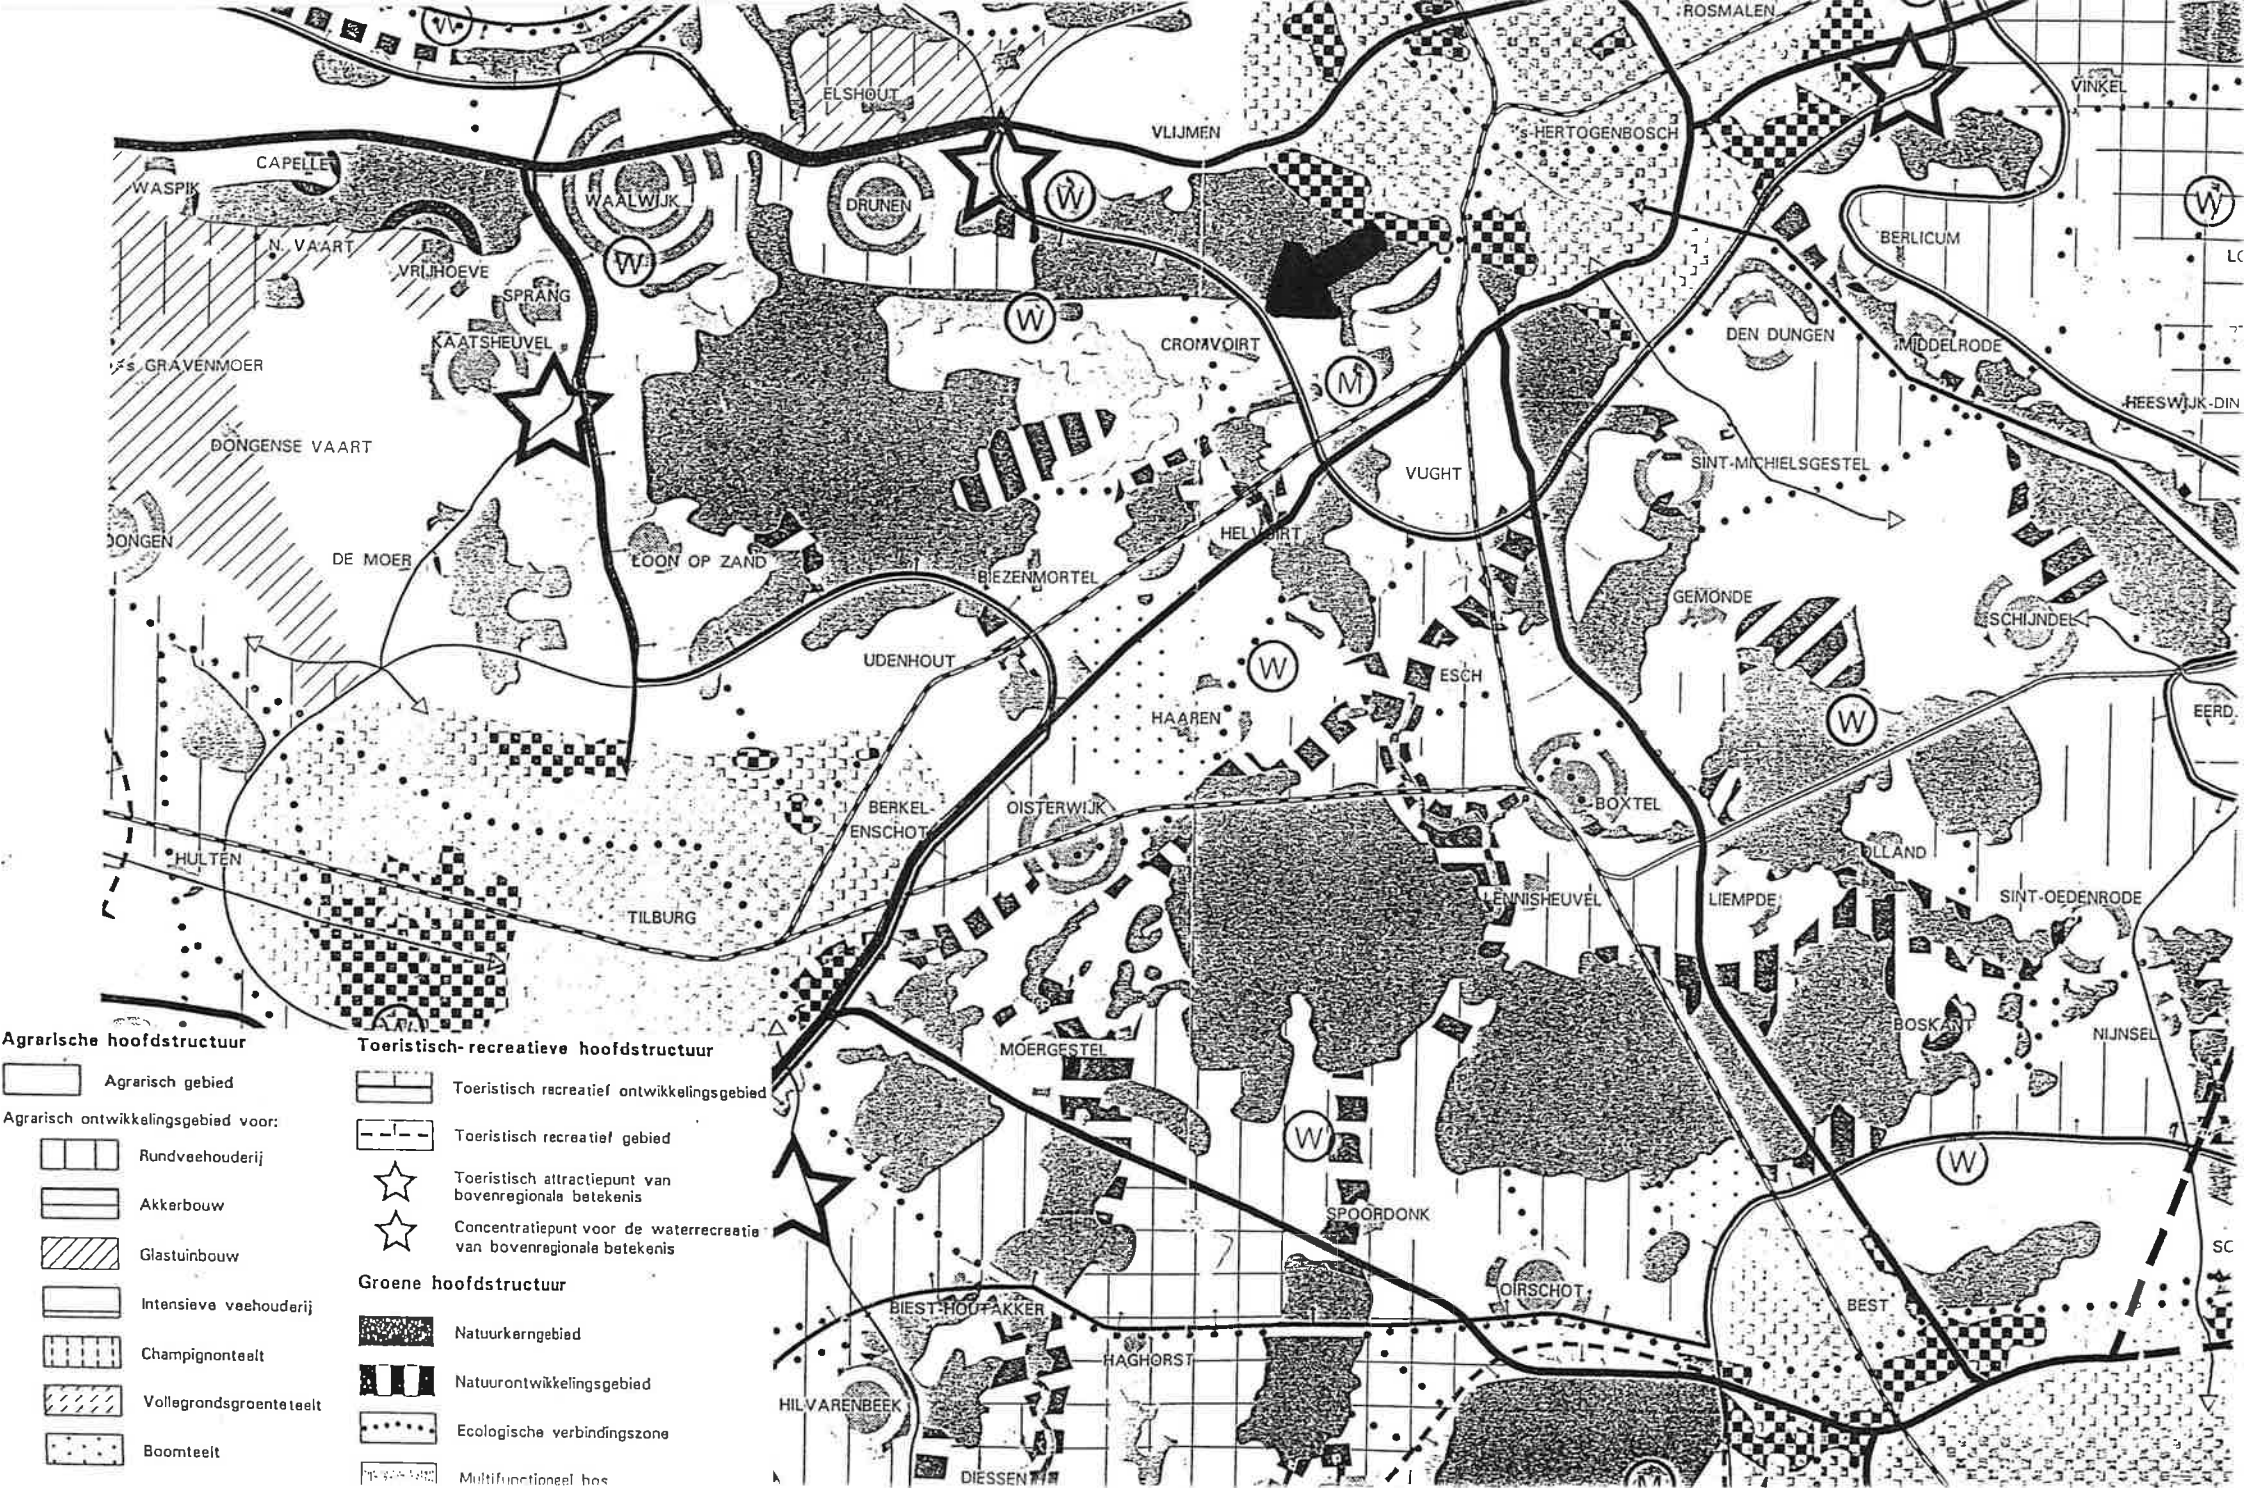 ROSMALEN
W
VINKEL
ELSHOUT
VLIJMEN
's-HERTOGENBOSCH
CAPELLE
WASPIK
WAALWIJK
DRUNEN
W
W
N. VAART
BERLICUM
VRIJHOEVE
W
SPRANG
W
KAATSHEUVEL
CROMVOIRT
DEN DUNGEN
MIDDELRODE
's GRAVENMOER
M
HEESWIJK-DIN
DONGENSE VAART
VUGHT
SINT-MICHIELSGESTEL
DONGEN
HELVOIRT
DE MOER
LOON OP ZAND
BIEZENMORTEL
GEMONDE
SCHIJNDEL
UDENHOUT
W
ESCH
HAAREN
W
EERD
BERKEL-
ENSCHOT
OISTERWIJK
BOXTEL
HULTEN
OLLAND
TILBURG
LENNISHEUVEL
LIEMPDE
SINT-OEDENRODE
BOSKANT
NIJNSEL
MOERGESTEL
W
W
SPOORDONK
SC
OIRSCHOT
BEST
BIEST-HOUTAKKER
HAGHORST
HILVARENBEEK
DIESSEN
M
Agrarische hoofdstructuur
Agrarisch gebied
Agrarisch ontwikkelingsgebied voor:
Rundveehouderij
Akkerbouw
Glastuinbouw
Intensieve veehouderij
Champignonteelt
Vollegrondsgroenteteelt
Boomteelt
Toeristisch-recreatieve hoofdstructuur
Toeristisch recreatief ontwikkelingsgebied
Toeristisch recreatief gebied
Toeristisch attractiepunt van
bovenregionale betekenis
Concentratiepunt voor de waterrecreatie
van bovenregionale betekenis
Groene hoofdstructuur
Natuurkerngebied
Natuurontwikkelingsgebied
Ecologische verbindingszone
Multifunctioneel bos